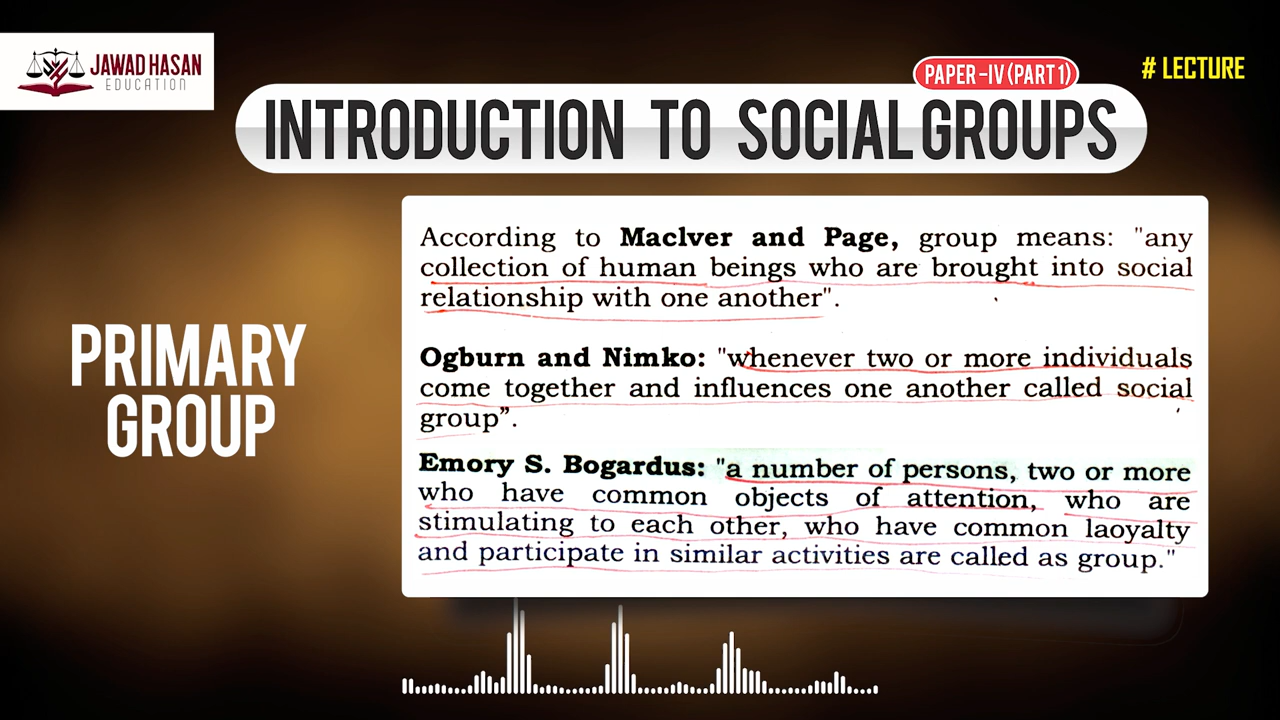 JAWAD HASAN
EDUCATION
PAPER -IV (PART 1)
# LECTURE
INTRODUCTION TO SOCIAL GROUPS
PRIMARY
GROUP
According to Maclver and Page, group means: "any
collection of human beings who are brought into social
relationship with one another".
Ogburn and Nimko: "whenever two or more individuals
come together and influences one another called social
group”.
Emory S. Bogardus: "a number of persons, two or more
who have common objects of attention, who are
stimulating to each other, who have common laoyalty
and participate in similar activities are called as group."